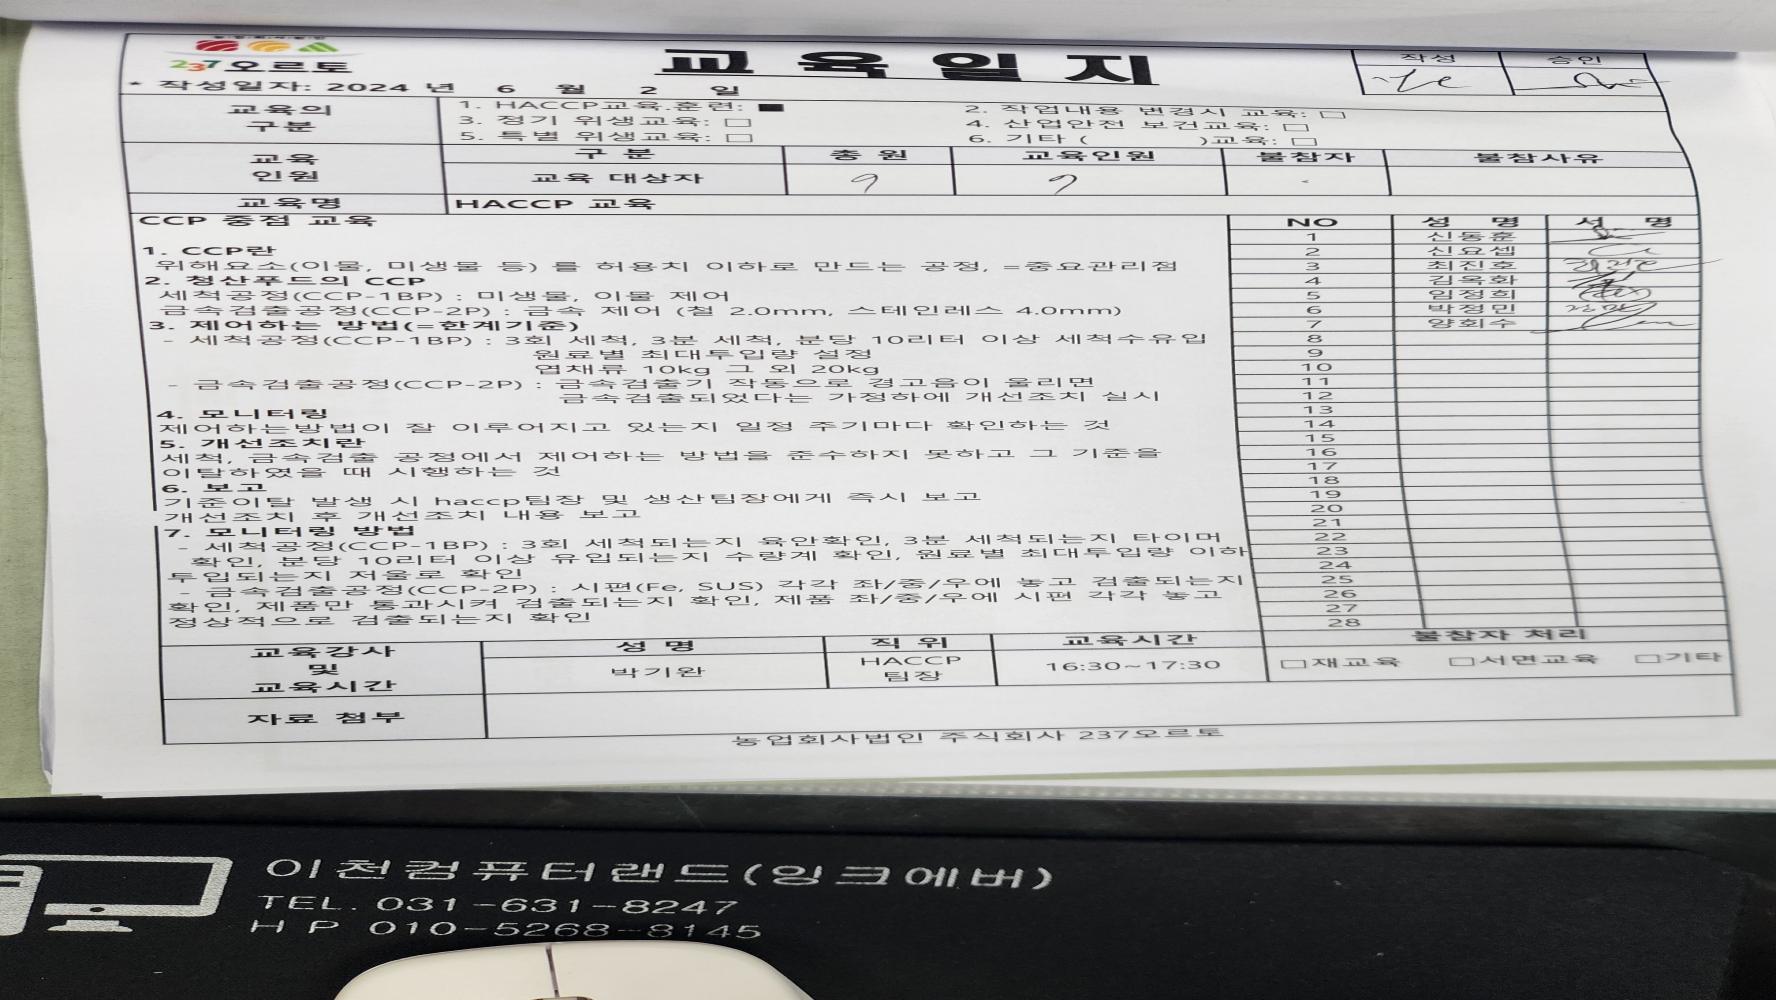 237오르토
교육일지
작성 승인
* 작성일자: 2024 년 6 월 2 일
교육의 구분
1. HACCP교육.훈련: ■ 2. 작업내용 변경시 교육: □
3. 정기 위생교육: □ 4. 산업안전 보건교육: □
5. 특별 위생교육: □ 6. 기타 ( )교육: □
교육 인원
구 분 총 원 교육인원 불참자 불참사유
교육 대상자 7 7 -
교육명 HACCP 교육
CCP 중점 교육
1. CCP란
위해요소(이물, 미생물 등) 를 허용치 이하로 만드는 공정, =중요관리점
2. 청산푸드의 CCP
세척공정(CCP-1BP) : 미생물, 이물 제어
금속검출공정(CCP-2P) : 금속 제어 (철 2.0mm, 스테인레스 4.0mm)
3. 제어하는 방법(=한계기준)
- 세척공정(CCP-1BP) : 3회 세척, 3분 세척, 분당 10리터 이상 세척수유입
원료별 최대투입량 설정
엽채류 10kg 그 외 20kg
- 금속검출공정(CCP-2P) : 금속검출기 작동으로 경고음이 울리면
금속검출되었다는 가정하에 개선조치 실시
4. 모니터링
제어하는방법이 잘 이루어지고 있는지 일정 주기마다 확인하는 것
5. 개선조치란
세척, 금속검출 공정에서 제어하는 방법을 준수하지 못하고 그 기준을
이탈하였을 때 시행하는 것
6. 보고
기준이탈 발생 시 haccp팀장 및 생산팀장에게 즉시 보고
개선조치 후 개선조치 내용 보고
7. 모니터링 방법
- 세척공정(CCP-1BP) : 3회 세척되는지 육안확인, 3분 세척되는지 타이머
확인, 분당 10리터 이상 유입되는지 수량계 확인, 원료별 최대투입량 이하
투입되는지 저울로 확인
- 금속검출공정(CCP-2P) : 시편(Fe, SUS) 각각 좌/중/우에 놓고 검출되는지
확인, 제품만 통과시켜 검출되는지 확인, 제품 좌/중/우에 시편 각각 놓고
정상적으로 검출되는지 확인
NO 성 명 서 명
1 신동훈
2 신요셉
3 최진호
4 김옥화
5 임정희
6 박정민
7 양회수
8
9
10
11
12
13
14
15
16
17
18
19
20
21
22
23
24
25
26
27
28
교육강사 및 교육시간
성 명 직 위 교육시간 불참자 처리
박기완 HACCP 팀장 16:30~17:30 □재교육 □서면교육 □기타
자료 첨부
농업회사법인 주식회사 237오르토
이천컴퓨터랜드(잉크에버)
TEL. 031-631-8247
H P 010-5268-8145